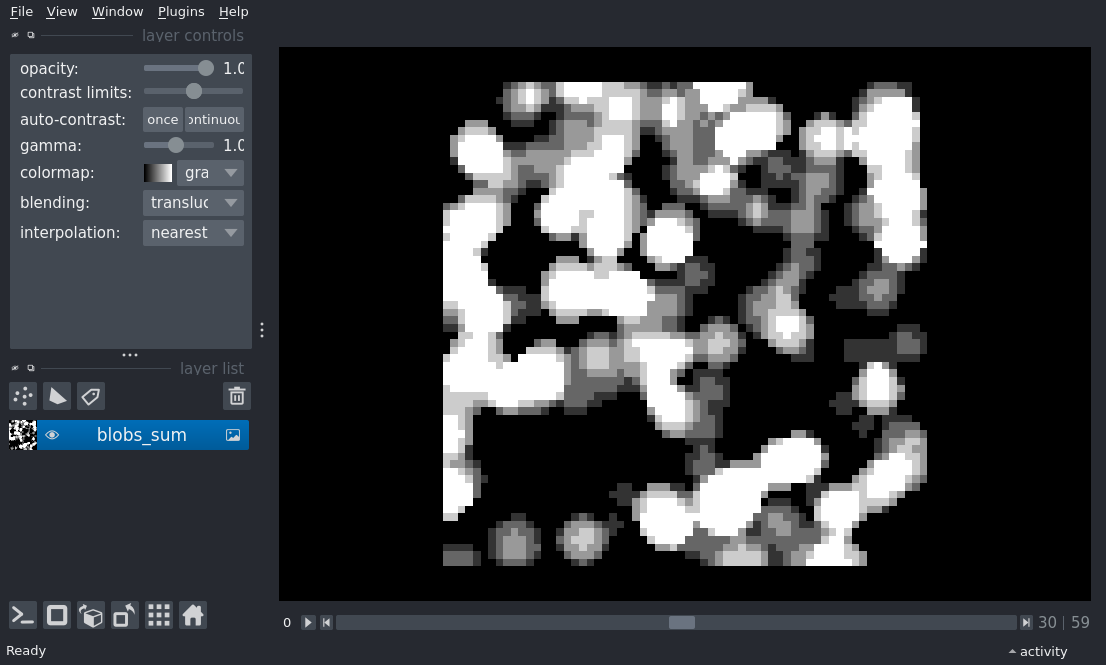 File View Window Plugins Help
layer controls
opacity: 1.0
contrast limits:
auto-contrast: once ontinuou
gamma: 1.0
colormap: gra
blending: transluc
interpolation: nearest
layer list
blobs_sum
0 30 59
Ready activity